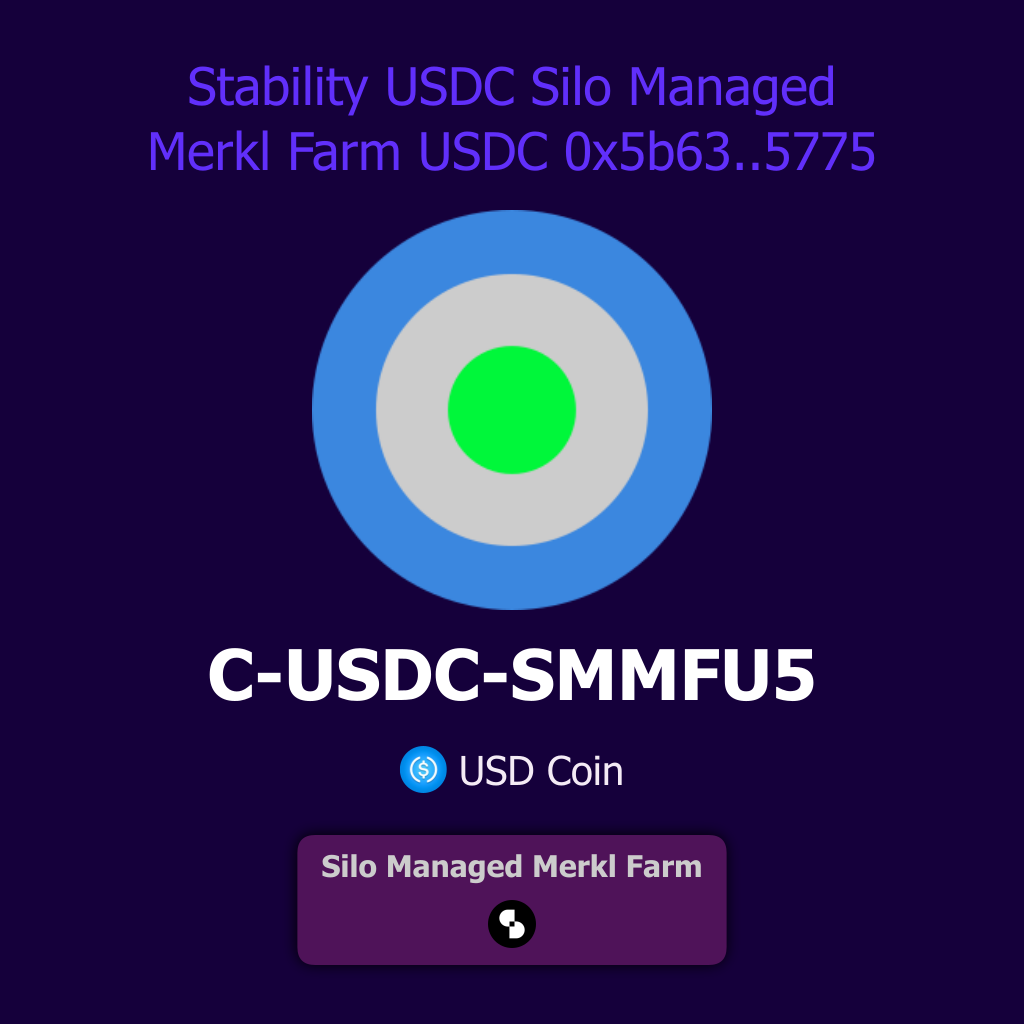 Stability USDC Silo Managed
Merkl Farm USDC 0x5b63..5775
C-USDC-SMMFU5
USD Coin
Silo Managed Merkl Farm